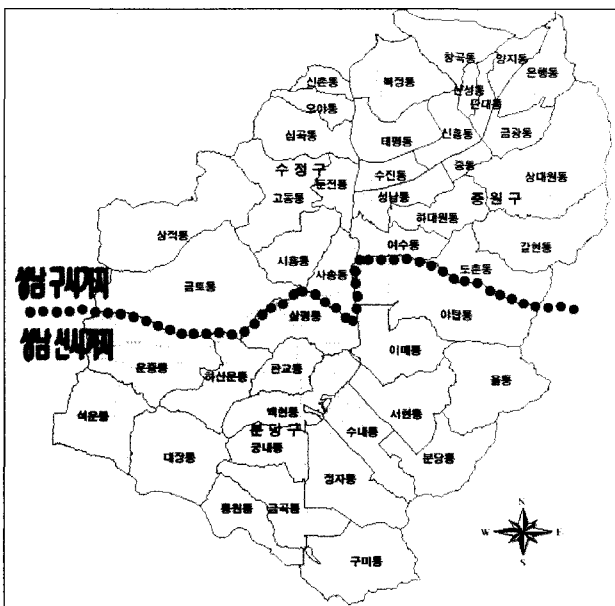 창곡동
양지동
은행동
복정동
신촌동
산성동
단대동
오야동
신흥동
금광동
심곡동
태평동
중동
수정구
수진동
상대원동
둔전동
고동동
성남동
중원구
하대원동
상적동
여수동
갈현동
시흥동
사송동
도촌동
금토동
성남 구시가지
삼평동
야탑동
성남 신시가지
이매동
운중동
하산운동
판교동
율동
석운동
백현동
서현동
분당구
수내동
궁내동
대장동
분당동
정자동
동원동
금곡동
구미동
N
W
E
S